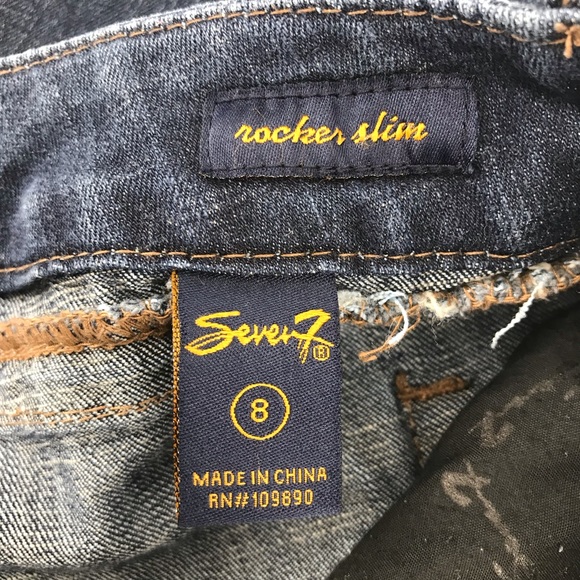 rocker slim
Seven7®
8
MADE IN CHINA
RN#109890